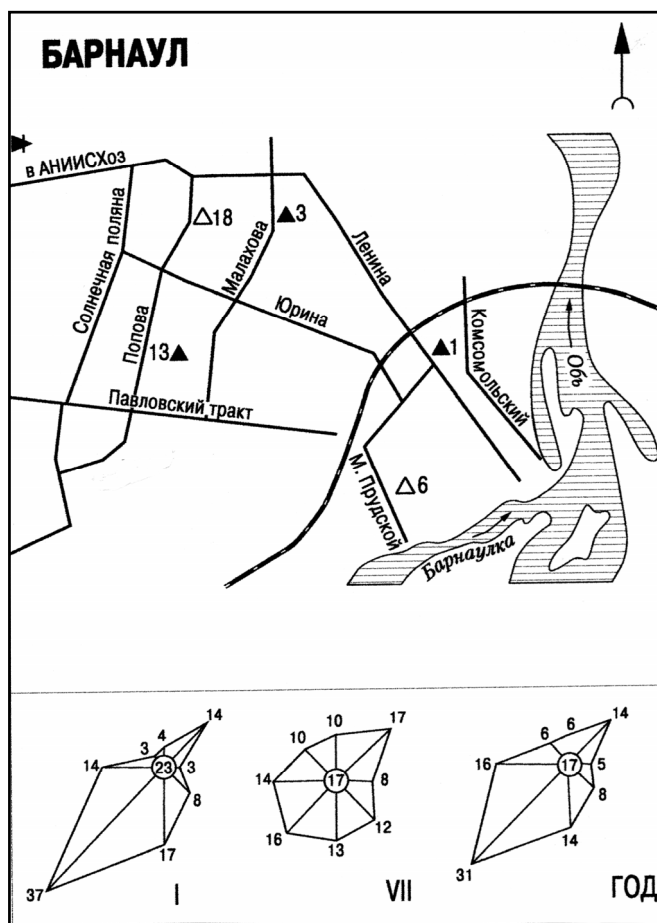 БАРНАУЛ
в АНИИСХоз
Солнечная поляна
Попова
18
Малахова
3
Ленина
Юрина
13
Павловский тракт
1
Комсомольский
Обь
М. Прудской
6
Барнаулка
4
14
3
14
23
3
8
17
37
I
10
17
10
14
17
8
12
16
13
VII
6
14
6
16
17
5
8
14
31
ГОД